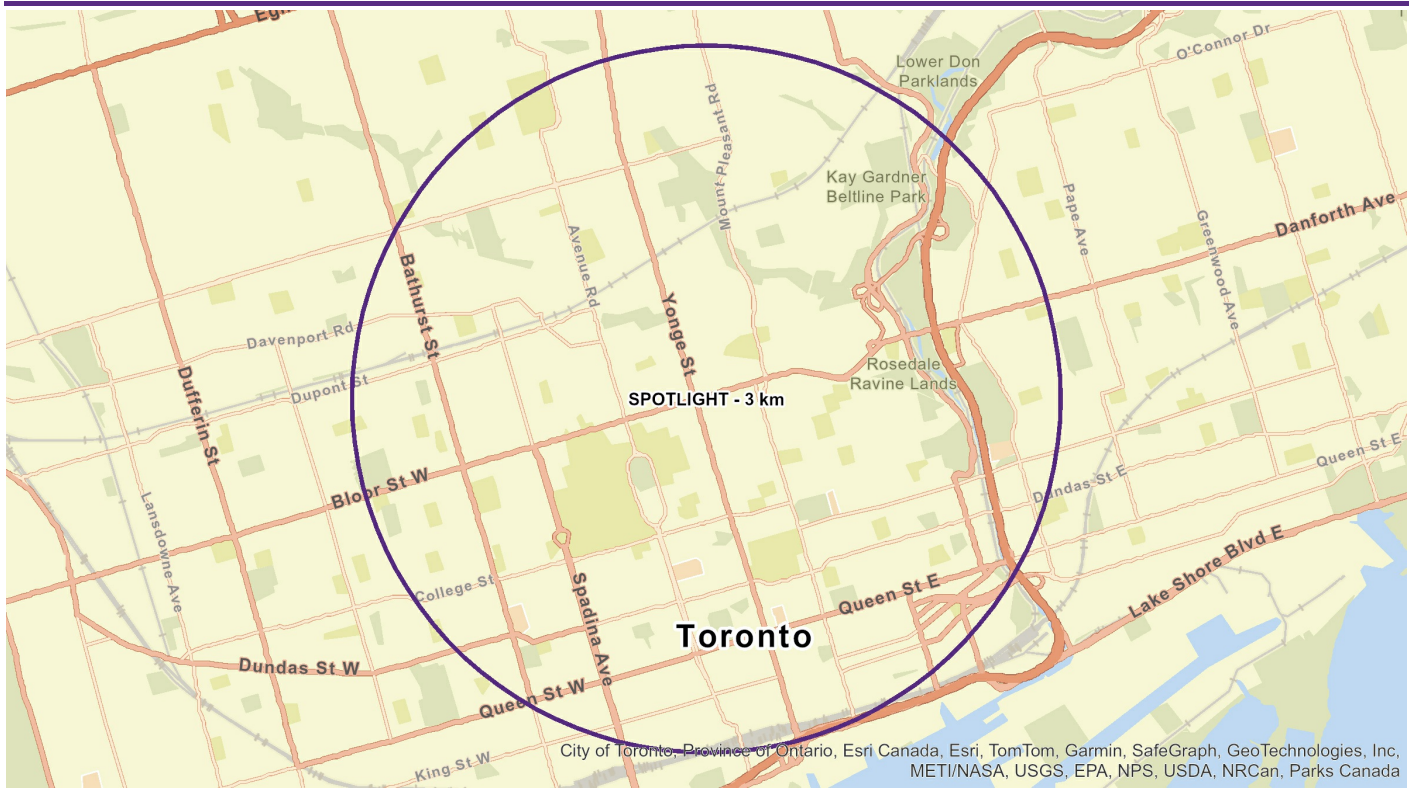 Egli
O'Connor Dr
Lower Don
Parklands
Mount Pleasant Rd
Kay Gardner
Beltline Park
Pape Ave
Greenwood Ave
Danforth Ave
Avenue Rd
Bathurst St
Yonge St
Davenport Rd
Dupont St
Dufferin St
Rosedale
Ravine Lands
SPOTLIGHT - 3 km
Bloor St W
Lansdowne Ave
Queen St E
Dundas St E
College St
Spadina Ave
Queen St E
Lake Shore Blvd E
Toronto
Dundas St W
Queen St W
King St W
City of Toronto, Province of Ontario, Esri Canada, Esri, TomTom, Garmin, SafeGraph, GeoTechnologies, Inc,
METI/NASA, USGS, EPA, NPS, USDA, NRCan, Parks Canada